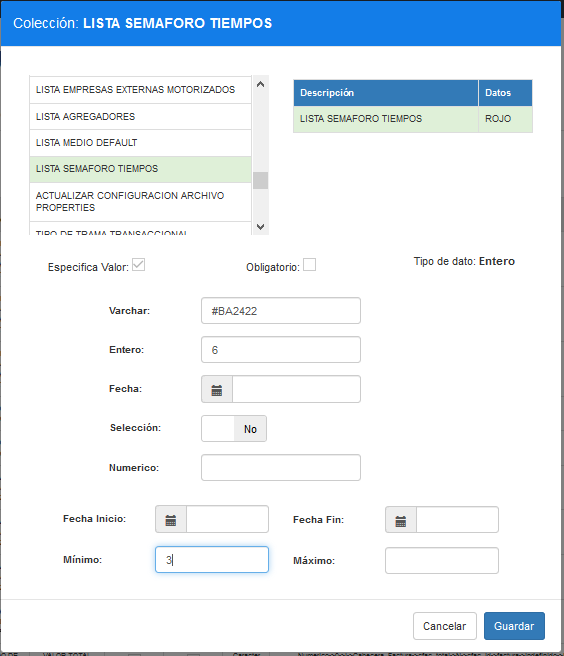 Colección: LISTA SEMAFORO TIEMPOS
LISTA EMPRESAS EXTERNAS MOTORIZADOS
LISTA AGREGADORES
LISTA MEDIO DEFAULT
LISTA SEMAFORO TIEMPOS
ACTUALIZAR CONFIGURACION ARCHIVO
PROPERTIES
TIPO DE TRAMA TRANSACCIONAL
Descripción Datos
LISTA SEMAFORO TIEMPOS ROJO
Especifica Valor:
Obligatorio:
Tipo de dato: Entero
Varchar: #BA2422
Entero: 6
Fecha:
Selección: No
Numerico:
Fecha Inicio: Fecha Fin:
Mínimo: 3 Máximo:
Cancelar Guardar